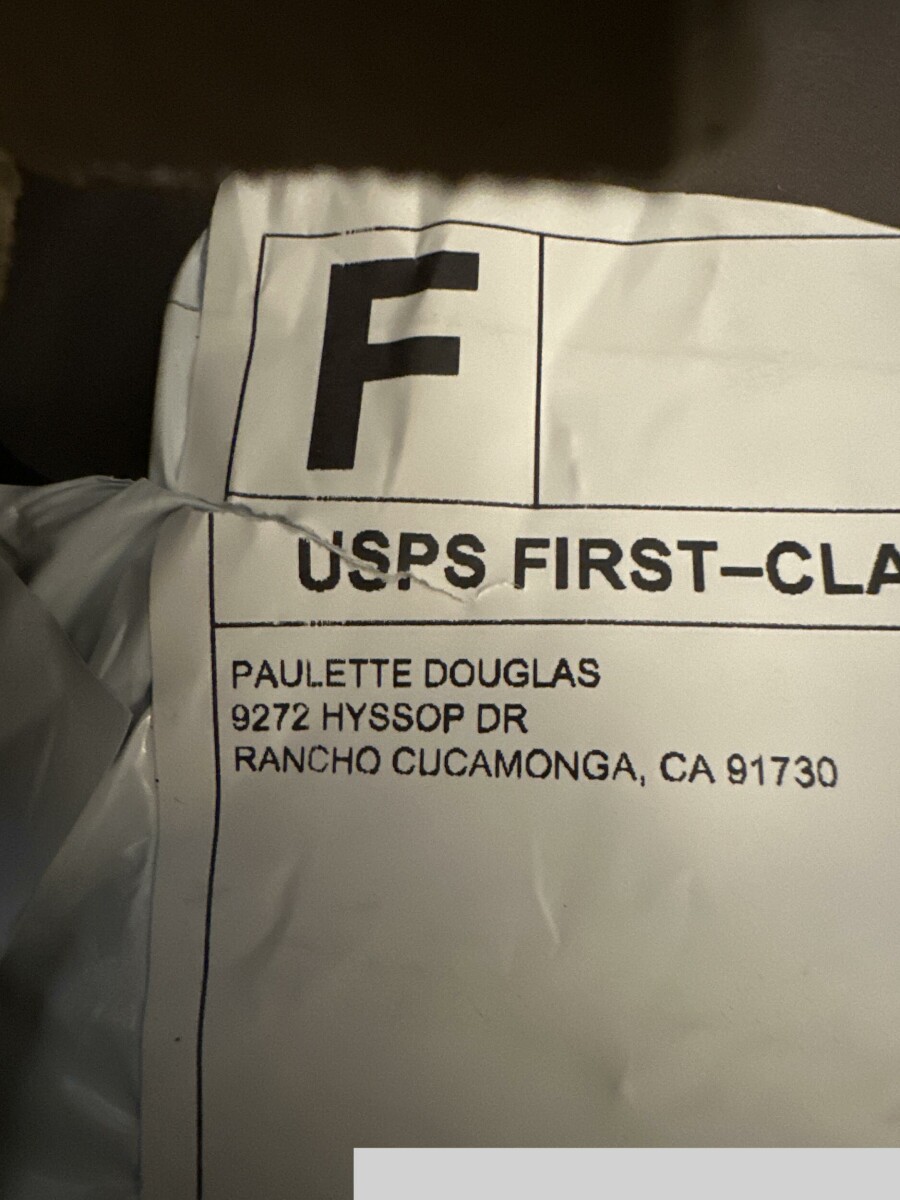 F
USPS FIRST–CLA
PAULETTE DOUGLAS
9272 HYSSOP DR
RANCHO CUCAMONGA, CA 91730